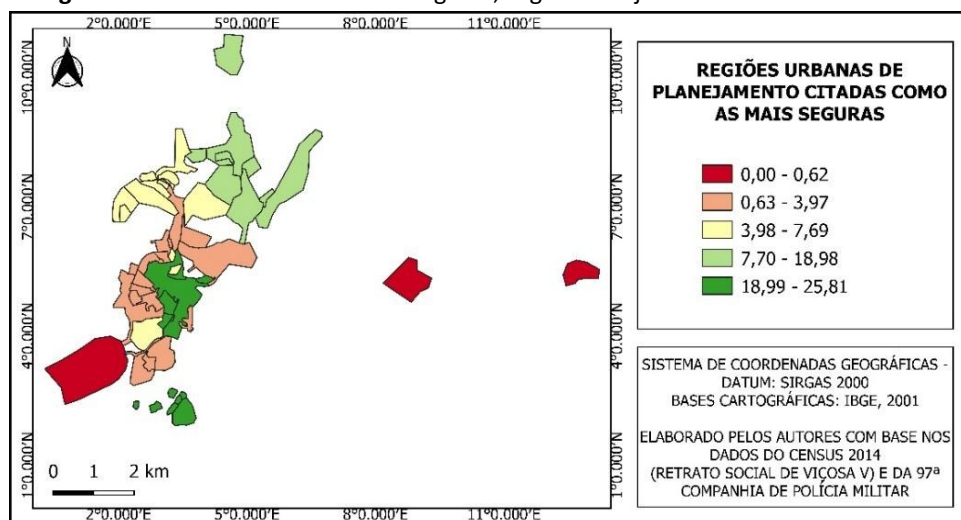 2°0.000'E 5°0.000'E 8°0.000'E 11°0.000'E
N
10°0.000'N
7°0.000'N
4°0.000'N
1°0.000'N
0 1 2 km
REGIÕES URBANAS DE
PLANEJAMENTO CITADAS COMO
AS MAIS SEGURAS
0,00 - 0,62
0,63 - 3,97
3,98 - 7,69
7,70 - 18,98
18,99 - 25,81
10°0.000'N
7°0.000'N
4°0.000'N
1°0.000'N
SISTEMA DE COORDENADAS GEOGRÁFICAS -
DATUM: SIRGAS 2000
BASES CARTOGRÁFICAS: IBGE, 2001
ELABORADO PELOS AUTORES COM BASE NOS
DADOS DO CENSUS 2014
(RETRATO SOCIAL DE VIÇOSA V) E DA 97ª
COMPANHIA DE POLÍCIA MILITAR
2°0.000'E 5°0.000'E 8°0.000'E 11°0.000'E